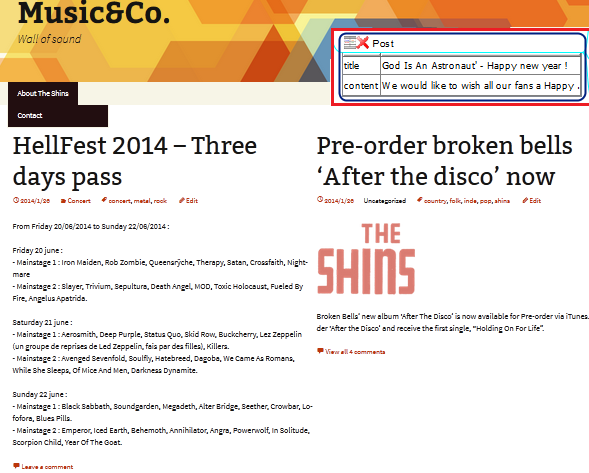 Music&Co.
Wall of sound
Post
title God Is An Astronaut' - Happy new year !
content We would like to wish all our fans a Happy .
About The Shins
Contact
HellFest 2014 – Three
days pass
2014/1/26 Concert concert, metal, rock Edit
From Friday 20/06/2014 to Sunday 22/06/2014 :
Friday 20 june :
- Mainstage 1 : Iron Maiden, Rob Zombie, Queensrÿche, Therapy, Satan, Crossfaith, Night-
mare
- Mainstage 2 : Slayer, Trivium, Sepultura, Death Angel, MOD, Toxic Holocaust, Fueled By
Fire, Angelus Apatrida.
Saturday 21 june :
- Mainstage 1 : Aerosmith, Deep Purple, Status Quo, Skid Row, Buckcherry, Lez Zeppelin
(un groupe de reprises de Led Zeppelin, fais par des filles), Killers.
- Mainstage 2 : Avenged Sevenfold, Soulfly, Hatebreed, Dagoba, We Came As Romans,
While She Sleeps, Of Mice And Men, Darkness Dynamite.
Sunday 22 june :
- Mainstage 1 : Black Sabbath, Soundgarden, Megadeth, Alter Bridge, Seether, Crowbar, Lo-
fofora, Blues Pills.
- Mainstage 2 : Emperor, Iced Earth, Behemoth, Annihilator, Angra, Powerwolf, In Solitude,
Scorpion Child, Year Of The Goat.
Leave a comment
Pre-order broken bells
‘After the disco’ now
2014/1/26 Uncategorized country, folk, inde, pop, shins Edit
THE
SHINS
Broken Bells’ new album ‘After The Disco’ is now available for Pre-order via iTunes.
der ‘After the Disco’ and receive the first single, “Holding On For Life”.
View all 4 comments